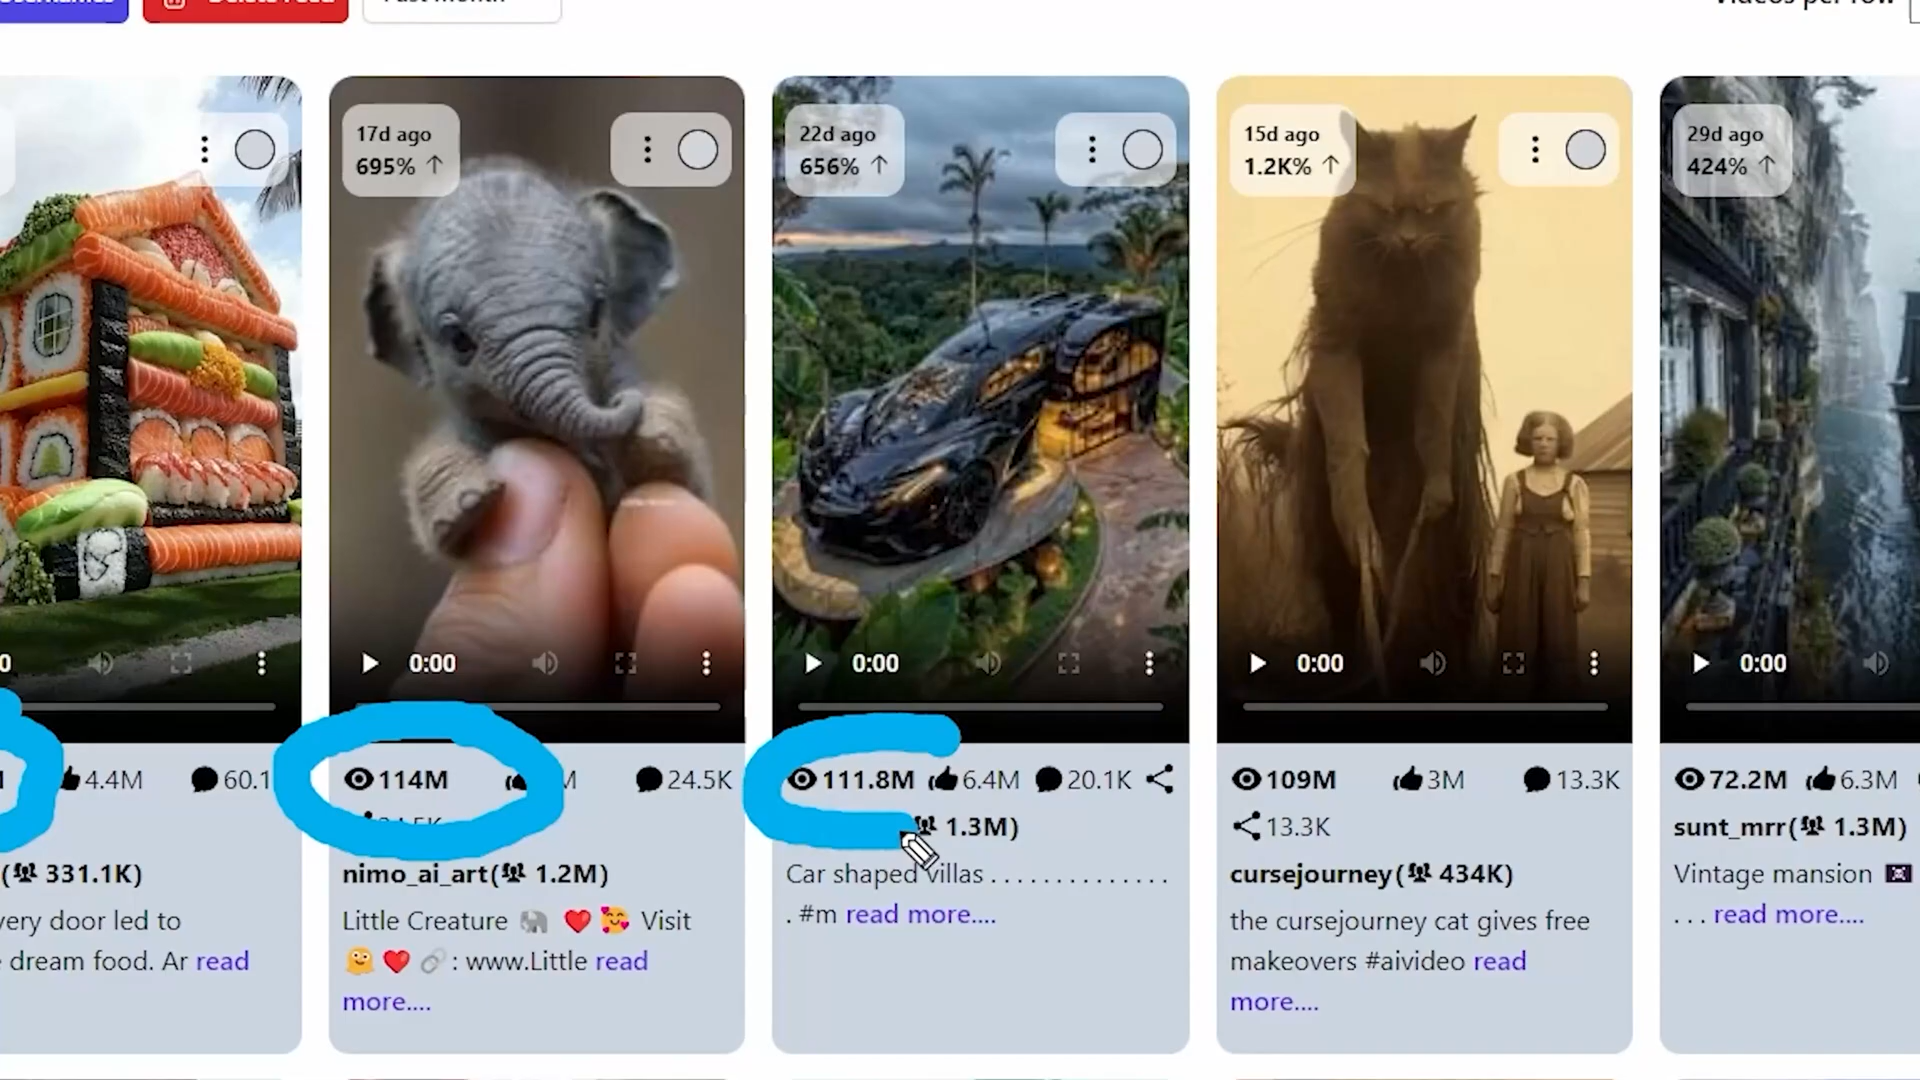 Past month
17d ago
695% ↑
22d ago
656% ↑
15d ago
1.2K% ↑
29d ago
424% ↑
0:00
0:00
0:00
0:00
4.4M 60.1
114M 24.5K
111.8M 6.4M 20.1K
109M 3M 13.3K
72.2M 6.3M
1.3M)
13.3K
sunt_mrr( 1.3M)
( 331.1K)
nimo_ai_art( 1.2M)
Car shaped villas . . . . . . . . . . . . . .
cursejourney( 434K)
Vintage mansion
very door led to
Little Creature 🐘 ❤️ 🥰 Visit
. #m read more....
the cursejourney cat gives free
. . . read more....
dream food. Ar read
🤗 ❤️ 🔗 : www.Little read
makeovers #aivideo read
more....
more....